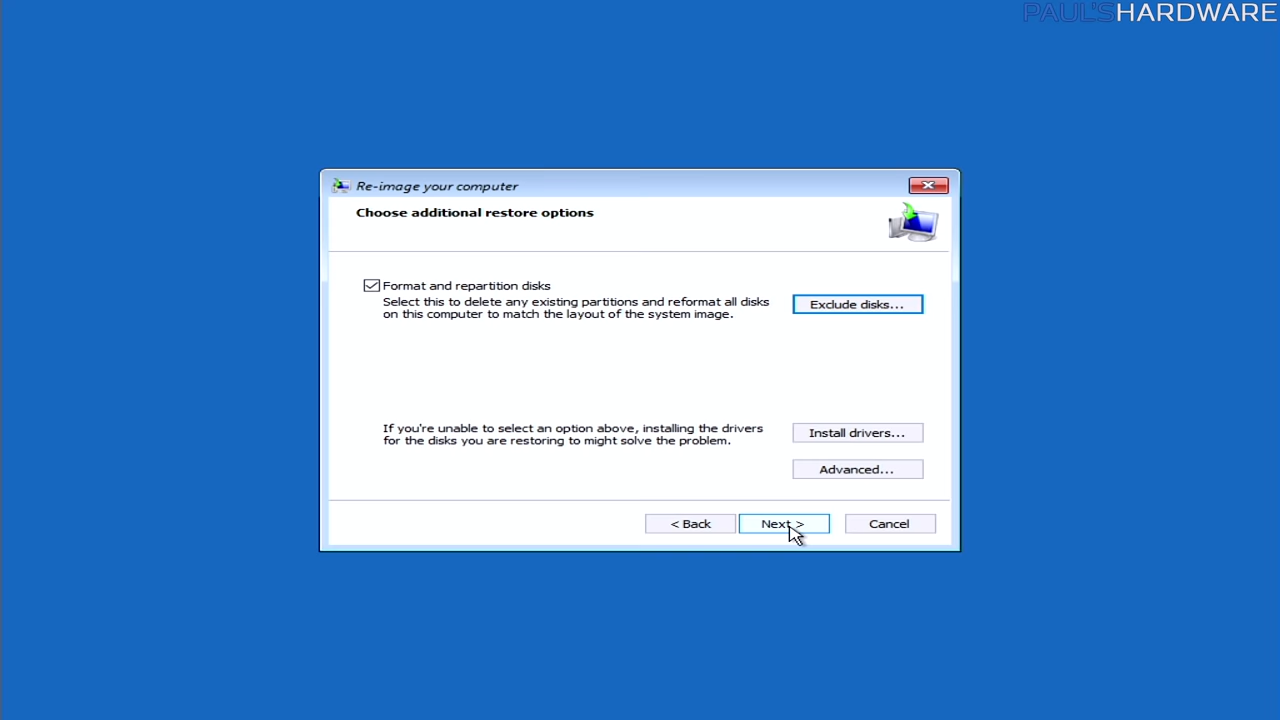 PAUL'SHARDWARE
Re-image your computer
Choose additional restore options
Format and repartition disks
Select this to delete any existing partitions and reformat all disks
on this computer to match the layout of the system image.
Exclude disks...
If you're unable to select an option above, installing the drivers
for the disks you are restoring to might solve the problem.
Install drivers...
Advanced...
< Back
Next >
Cancel